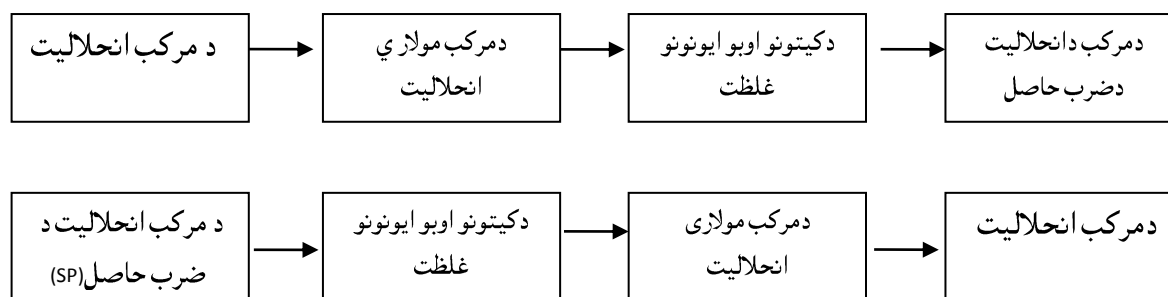 د مرکب انحلالیت
دمرکب مولاري
انحلالیت
دکیتونو اوبو ایونونو
غلظت
دمرکب دانحلالیت
دضرب حاصل
د مرکب انحلالیت د
ضرب حاصل(SP)
دکیتونو اوبو ایونونو
غلظت
دمرکب مولاری
انحلالیت
دمرکب انحلالیت